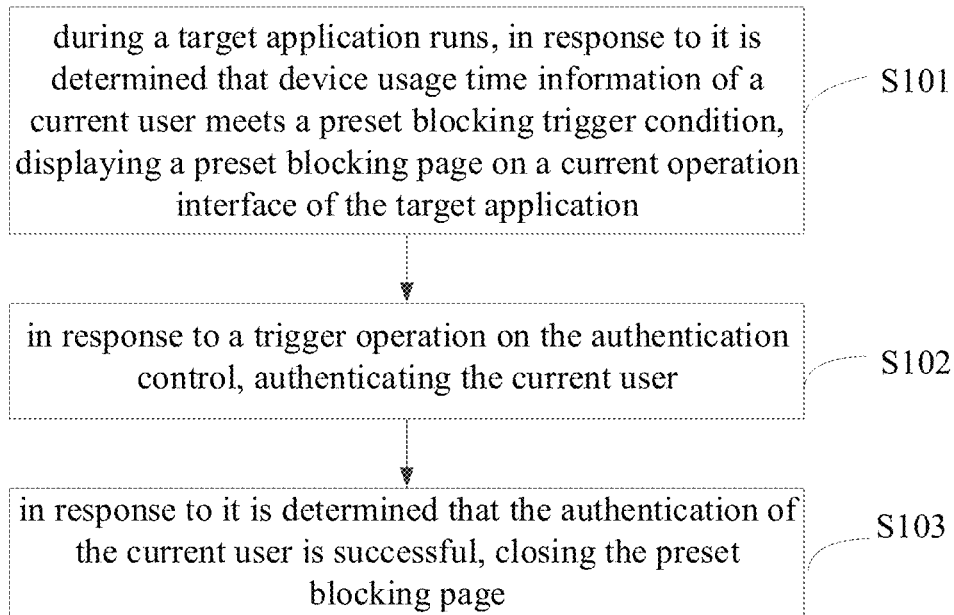 during a target application runs, in response to it is
determined that device usage time information of a
current user meets a preset blocking trigger condition,
displaying a preset blocking page on a current operation
interface of the target application
S101
in response to a trigger operation on the authentication
control, authenticating the current user
S102
in response to it is determined that the authentication of
the current user is successful, closing the preset
blocking page
S103